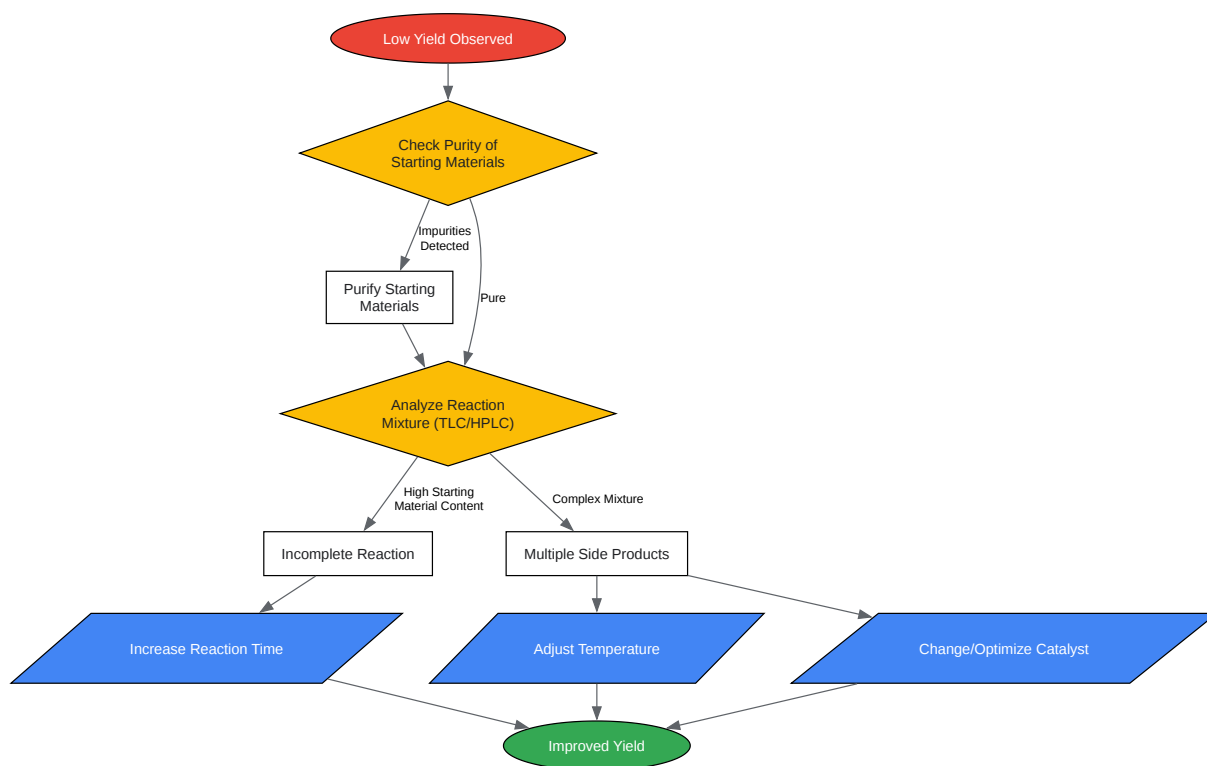 Low Yield Observed
Check Purity of
Starting Materials
Impurities
Detected
Purify Starting
Materials
Pure
Analyze Reaction
Mixture (TLC/HPLC)
High Starting
Material Content
Complex Mixture
Incomplete Reaction
Multiple Side Products
Increase Reaction Time
Adjust Temperature
Change/Optimize Catalyst
Improved Yield